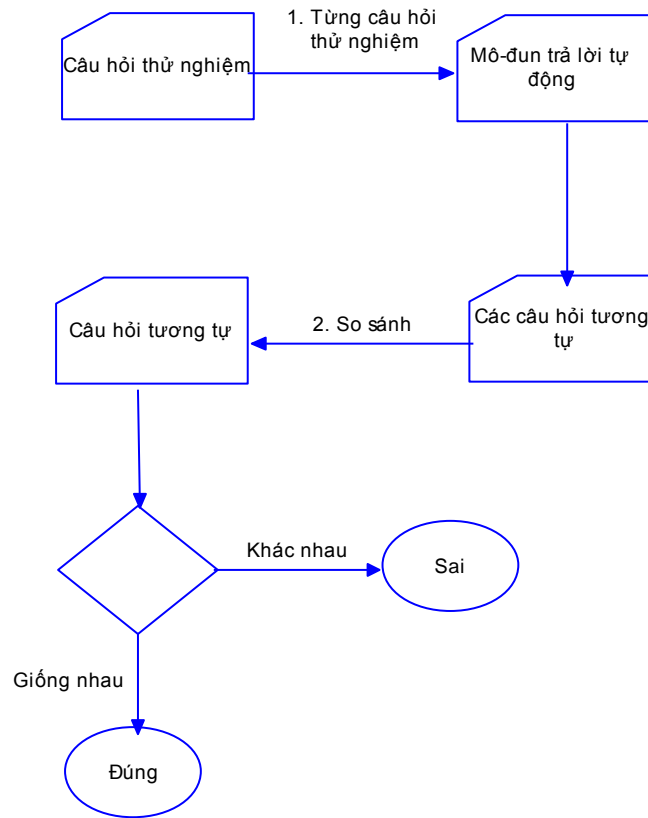 1. Từng câu hỏi
thử nghiệm
Câu hỏi thử nghiệm
Mô-đun trả lời tự
động
Câu hỏi tương tự
2. So sánh
Các câu hỏi tương
tự
Khác nhau
Sai
Giống nhau
Đúng